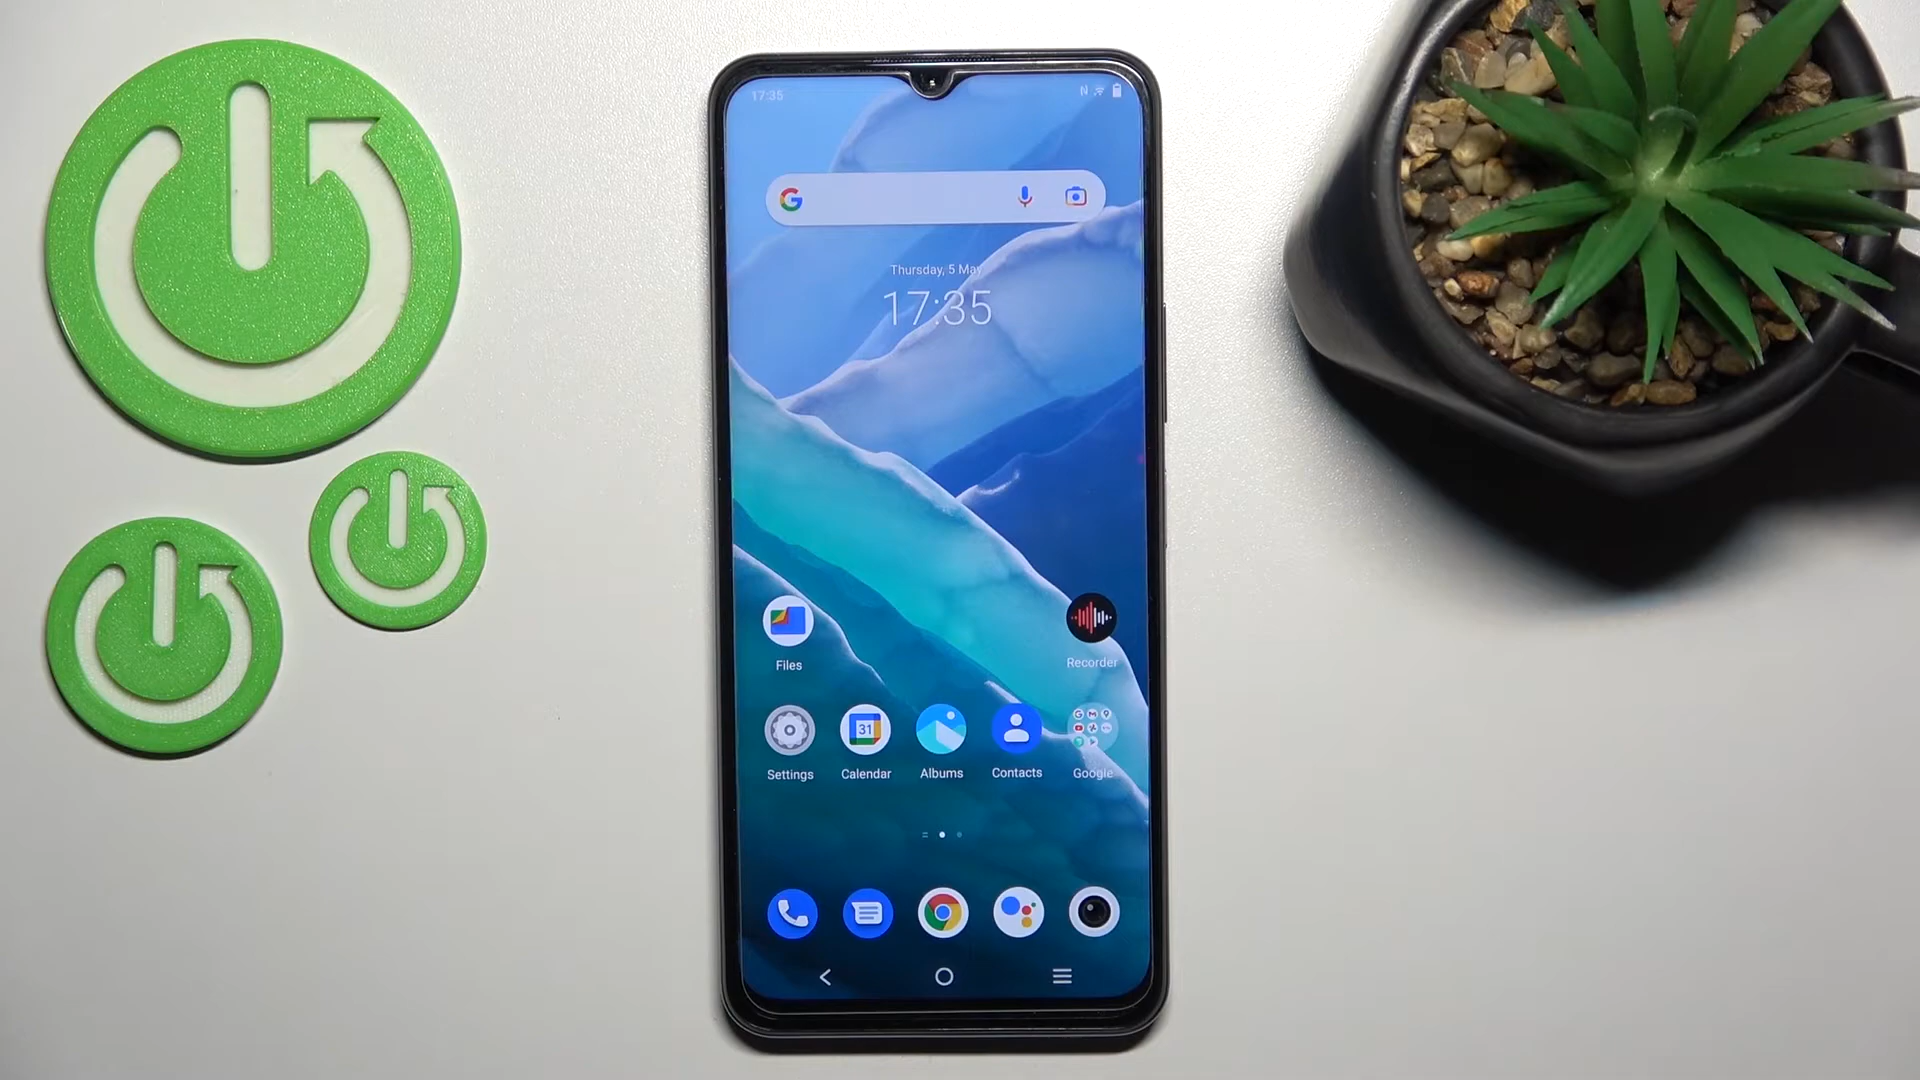 17:35
N
G
Thursday, 5 May
17:35
Files
Recorder
31
Settings
Calendar
Albums
Contacts
Google